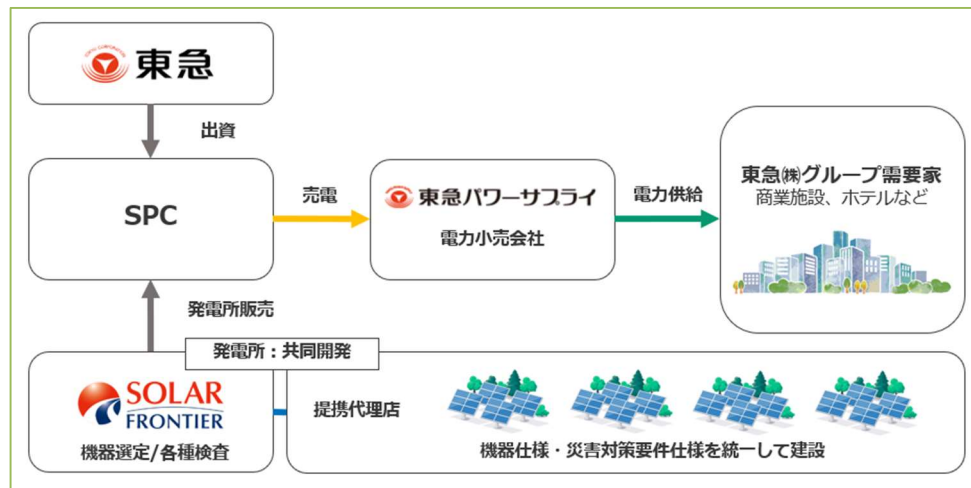 東急
出資
SPC
売電
東急パワーサプライ
電力小売会社
電力供給
東急㈱グループ需要家
商業施設、ホテルなど
発電所販売
発電所：共同開発
SOLAR
FRONTIER
機器選定/各種検査
提携代理店
機器仕様・災害対策要件仕様を統一して建設